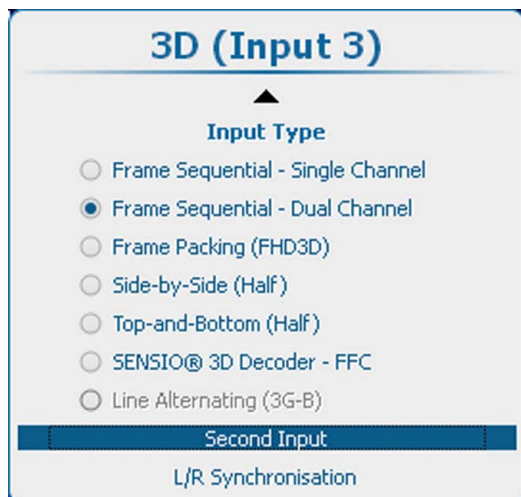 3D (Input 3)
Input Type
Frame Sequential - Single Channel
Frame Sequential - Dual Channel
Frame Packing (FHD3D)
Side-by-Side (Half)
Top-and-Bottom (Half)
SENSIO® 3D Decoder - FFC
Line Alternating (3G-B)
Second Input
L/R Synchronisation